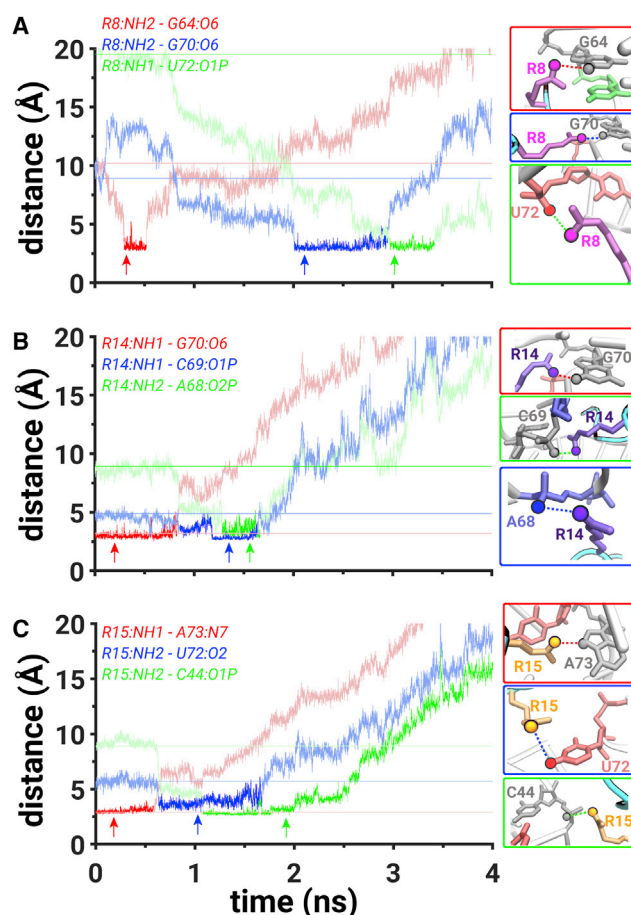 A
R8:NH2 - G64:O6
R8:NH2 - G70:O6
R8:NH1 - U72:O1P
distance (Å)
20
15
10
5
0
R8
G64
R8
G70
U72
R8
B
R14:NH1 - G70:O6
R14:NH1 - C69:O1P
R14:NH2 - A68:O2P
distance (Å)
20
15
10
5
0
R14
G70
C69
R14
A68
R14
C
R15:NH1 - A73:N7
R15:NH2 - U72:O2
R15:NH2 - C44:O1P
distance (Å)
20
15
10
5
0
0
1
2
3
4
time (ns)
R15
A73
R15
U72
C44
R15